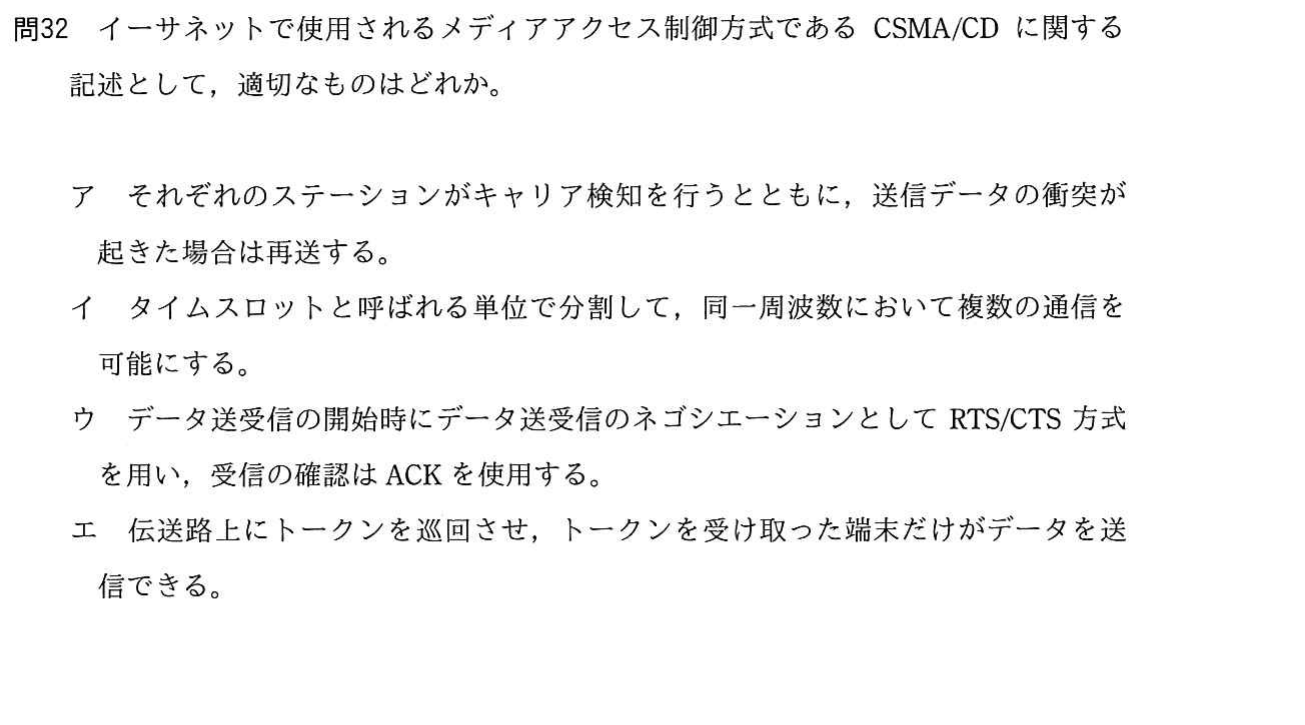 問32 イーサネットで使用されるメディアアクセス制御方式である CSMA/CD に関する
記述として，適切なものはどれか。
ア それぞれのステーションがキャリア検知を行うとともに，送信データの衝突が
起きた場合は再送する。
イ タイムスロットと呼ばれる単位で分割して，同一周波数において複数の通信を
可能にする。
ウ データ送受信の開始時にデータ送受信のネゴシエーションとして RTS/CTS 方式
を用い，受信の確認は ACK を使用する。
エ 伝送路上にトークンを巡回させ，トークンを受け取った端末だけがデータを送
信できる。